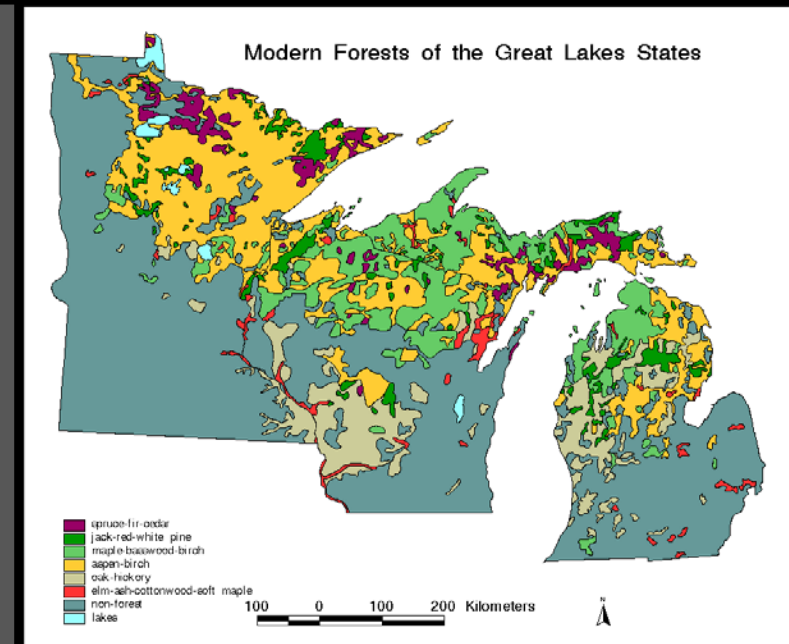 Modern Forests of the Great Lakes States
spruce-fir-cedar
jack-red-white pine
maple-basswood-birch
aspen-birch
oak-hickory
elm-ash-cottonwood-soft maple
non-forest
lakes
100 0 100 200 Kilometers
N